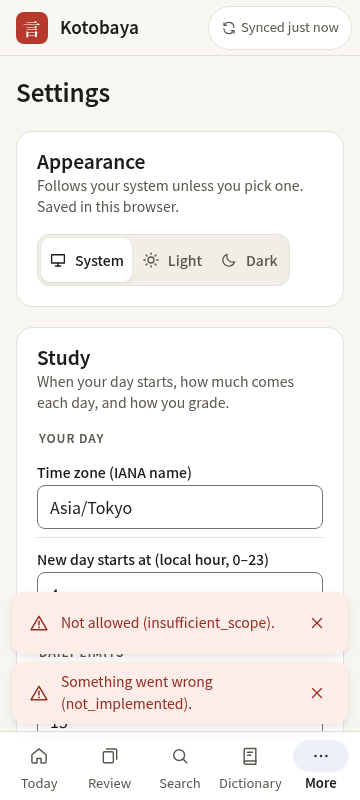 言 Kotobaya
Synced just now
Settings
Appearance
Follows your system unless you pick one.
Saved in this browser.
System Light Dark
Study
When your day starts, how much comes
each day, and how you grade.
YOUR DAY
Time zone (IANA name)
Asia/Tokyo
New day starts at (local hour, 0–23)
Not allowed (insufficient_scope).
Something went wrong
(not_implemented).
Today Review Search Dictionary More